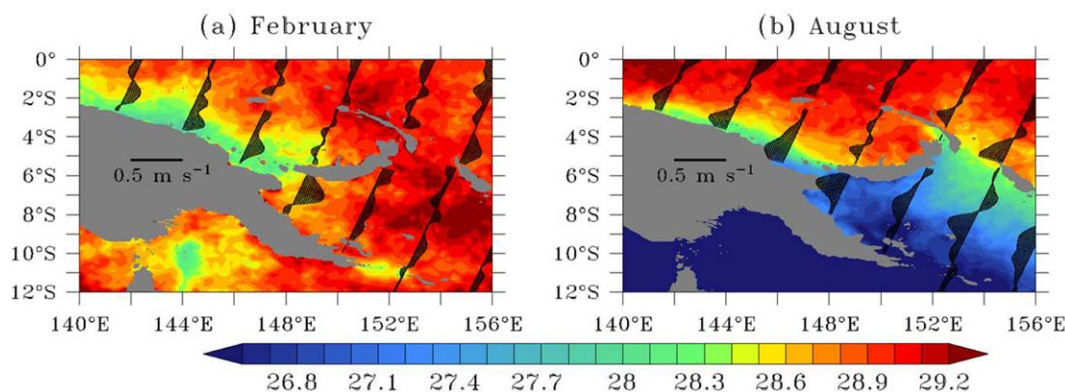 (a) February
(b) August
0°
2°S
4°S
6°S
8°S
10°S
12°S
0.5 m s⁻¹
140°E
144°E
148°E
152°E
156°E
0°
2°S
4°S
6°S
8°S
10°S
12°S
0.5 m s⁻¹
140°E
144°E
148°E
152°E
156°E
26.8
27.1
27.4
27.7
28
28.3
28.6
28.9
29.2